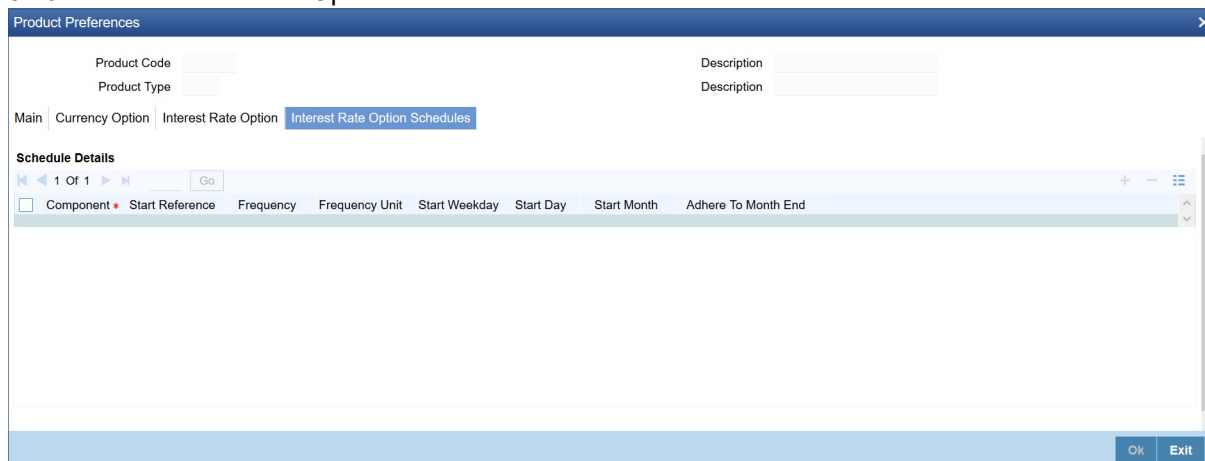 Product Preferences
Product Code
Description
Product Type
Description
Main Currency Option Interest Rate Option Interest Rate Option Schedules
Schedule Details
1 Of 1 Go
Component * Start Reference Frequency Frequency Unit Start Weekday Start Day Start Month Adhere To Month End
Ok Exit